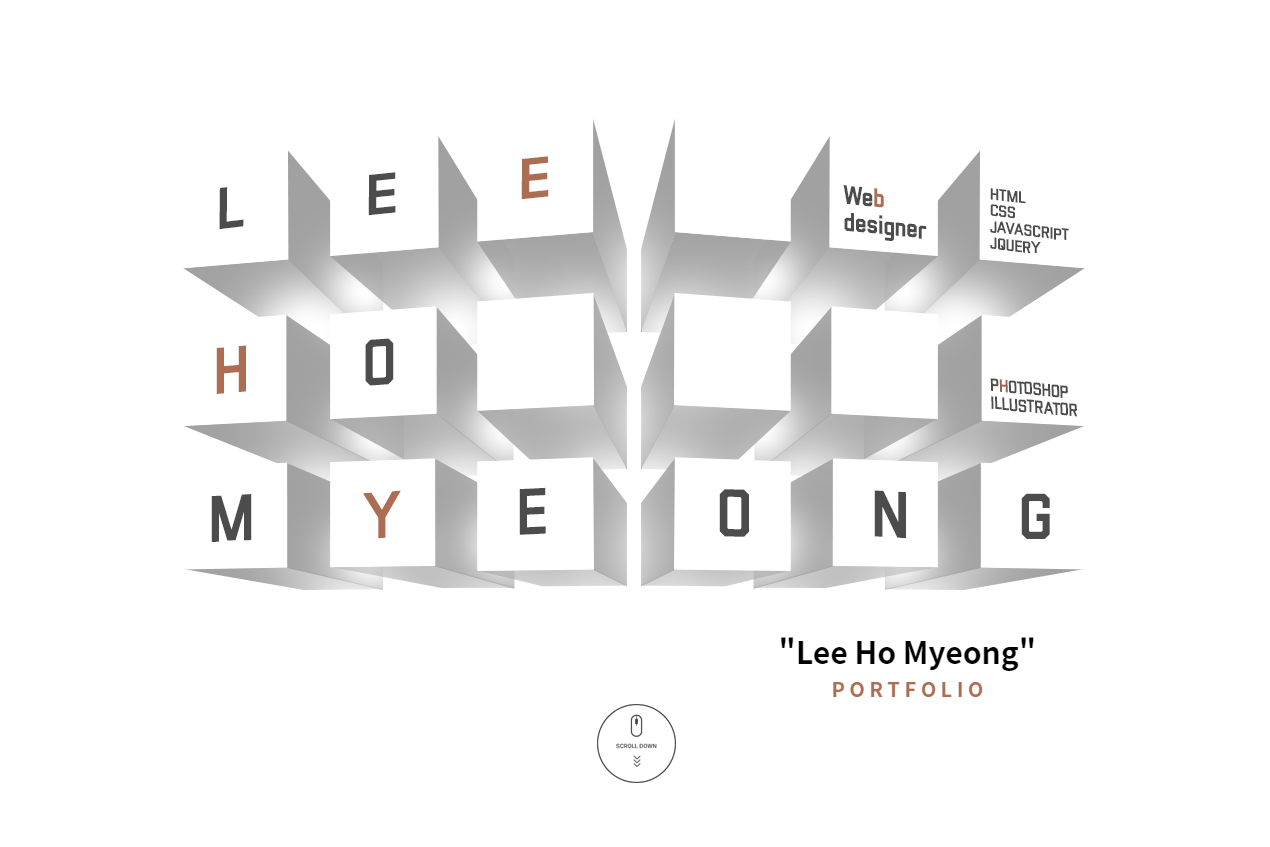 L E E
Web
designer
HTML
CSS
JAVASCRIPT
JQUERY
H O
PHOTOSHOP
ILLUSTRATOR
M Y E O N G
"Lee Ho Myeong"
PORTFOLIO
SCROLL DOWN